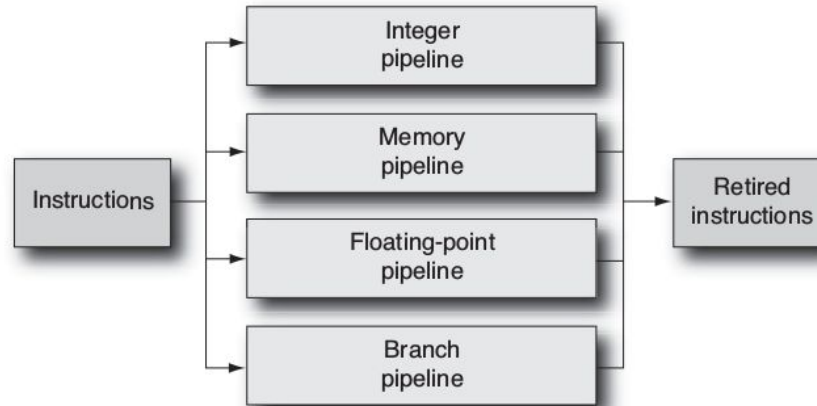 Integer
pipeline
Memory
pipeline
Instructions
Retired
instructions
Floating-point
pipeline
Branch
pipeline